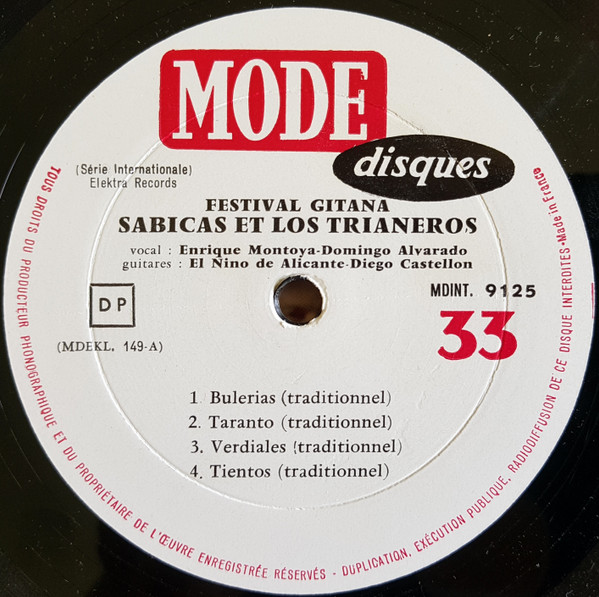 MODE
disques
(Série Internationale)
Elektra Records
FESTIVAL GITANA
SABICAS ET LOS TRIANEROS
vocal : Enrique Montoya-Domingo Alvarado
guitares : El Nino de Alicante-Diego Castellon
DP
MDINT. 9125
(MDEKL. 149-A)
33
1. Bulerias (traditionnel)
2. Taranto (traditionnel)
3. Verdiales (traditionnel)
4. Tientos (traditionnel)
TOUS DROITS DU PRODUCTEUR PHONOGRAPHIQUE ET DU PROPRIÉTAIRE DE L'ŒUVRE ENREGISTRÉE RÉSERVÉS - DUPLICATION, EXÉCUTION PUBLIQUE, RADIODIFFUSION DE CE DISQUE INTERDITES • Made in France